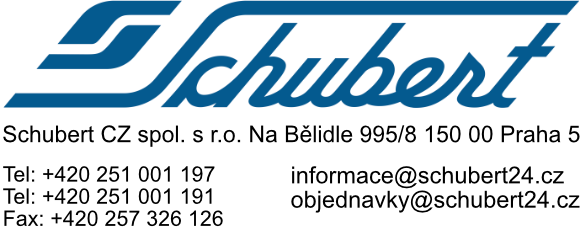 Schubert
Schubert CZ spol. s r.o. Na Bělidle 995/8 150 00 Praha 5
Tel: +420 251 001 197
Tel: +420 251 001 191
Fax: +420 257 326 126
informace@schubert24.cz
objednavky@schubert24.cz